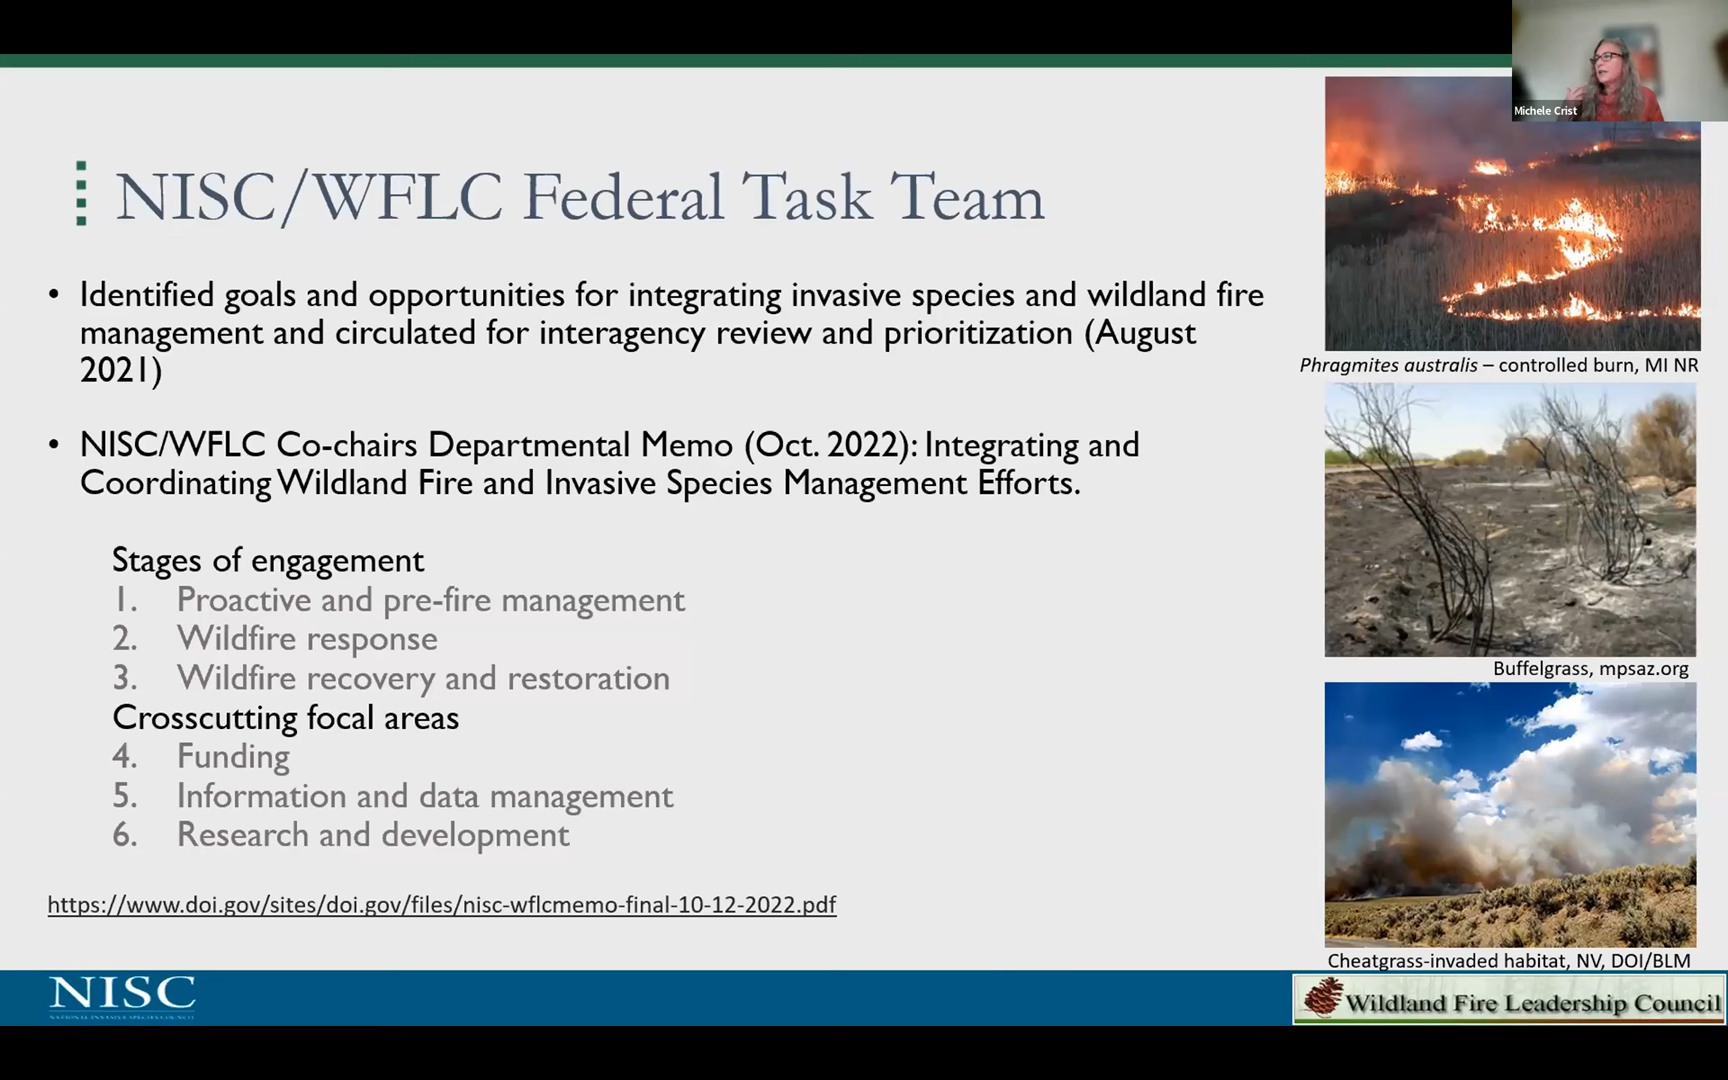 Michele Crist
NISC/WFLC Federal Task Team
• Identified goals and opportunities for integrating invasive species and wildland fire
management and circulated for interagency review and prioritization (August
2021)
• NISC/WFLC Co-chairs Departmental Memo (Oct. 2022): Integrating and
Coordinating Wildland Fire and Invasive Species Management Efforts.
Stages of engagement
1. Proactive and pre-fire management
2. Wildfire response
3. Wildfire recovery and restoration
Crosscutting focal areas
4. Funding
5. Information and data management
6. Research and development
https://www.doi.gov/sites/doi.gov/files/nisc-wflcmemo-final-10-12-2022.pdf
Phragmites australis – controlled burn, MI NR
Buffelgrass, mpsaz.org
Cheatgrass-invaded habitat, NV, DOI/BLM
NISC
NATIONAL INVASIVE SPECIES COUNCIL
Wildland Fire Leadership Council